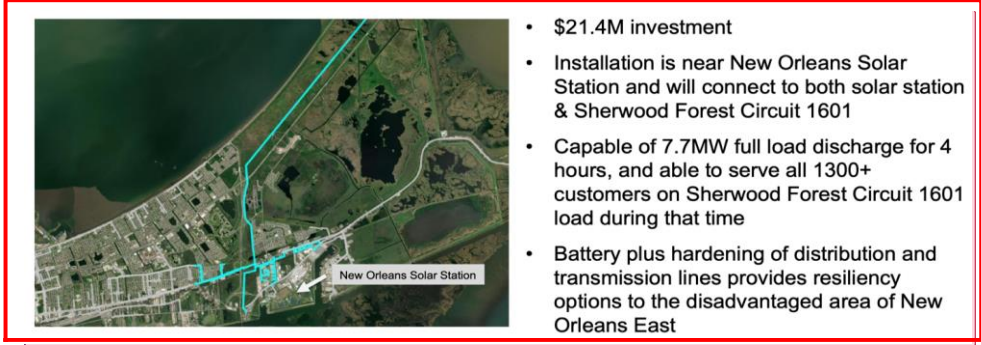 • $21.4M investment
• Installation is near New Orleans Solar
Station and will connect to both solar station
& Sherwood Forest Circuit 1601
• Capable of 7.7MW full load discharge for 4
hours, and able to serve all 1300+
customers on Sherwood Forest Circuit 1601
load during that time
• Battery plus hardening of distribution and
transmission lines provides resiliency
options to the disadvantaged area of New
Orleans East
New Orleans Solar Station